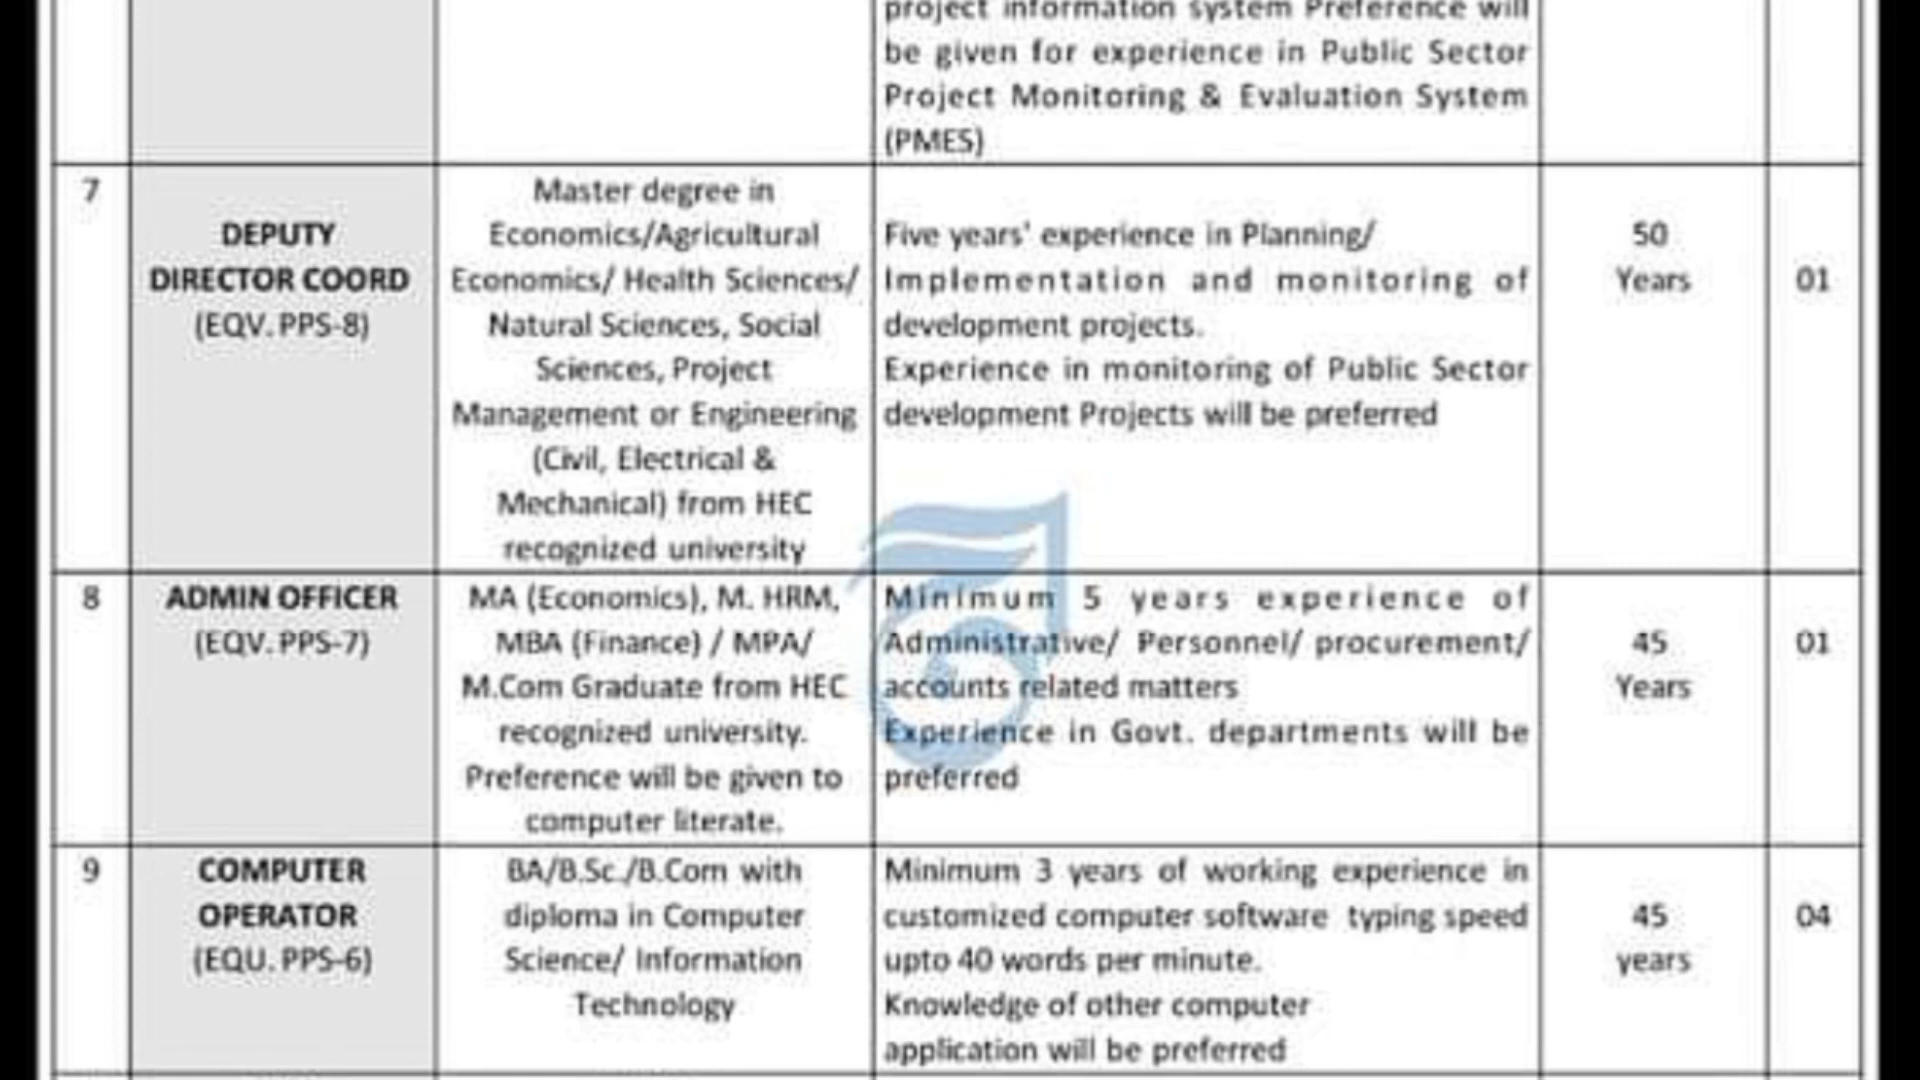 project information system Preference will
be given for experience in Public Sector
Project Monitoring & Evaluation System
(PMES)
7
DEPUTY
DIRECTOR COORD
(EQV. PPS-8)
Master degree in
Economics/Agricultural
Economics/ Health Sciences/
Natural Sciences, Social
Sciences, Project
Management or Engineering
(Civil, Electrical &
Mechanical) from HEC
recognized university
Five years' experience in Planning/
Implementation and monitoring of
development projects.
Experience in monitoring of Public Sector
development Projects will be preferred
50
Years
01
8
ADMIN OFFICER
(EQV. PPS-7)
MA (Economics), M. HRM,
MBA (Finance) / MPA/
M.Com Graduate from HEC
recognized university.
Preference will be given to
computer literate.
Minimum 5 years experience of
Administrative/ Personnel/ procurement/
accounts related matters
Experience in Govt. departments will be
preferred
45
Years
01
9
COMPUTER
OPERATOR
(EQU. PPS-6)
BA/B.Sc./B.Com with
diploma in Computer
Science/ Information
Technology
Minimum 3 years of working experience in
customized computer software typing speed
upto 40 words per minute.
Knowledge of other computer
application will be preferred
45
years
04